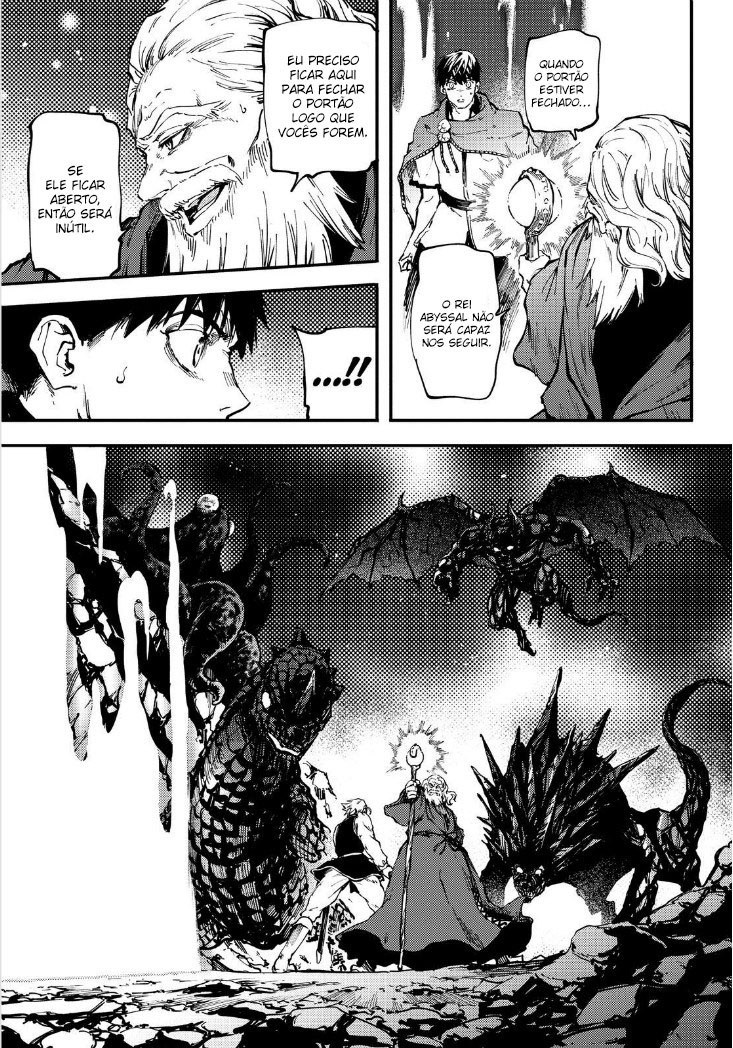 QUANDO
O PORTÃO
ESTIVER
FECHADO...
O REI
ABYSSAL NÃO
SERÁ CAPAZ
NOS SEGUIR.
EU PRECISO
FICAR AQUI
PARA FECHAR
O PORTÃO
LOGO QUE
VOCÊS FOREM.
SE
ELE FICAR
ABERTO,
ENTÃO SERÁ
INÚTIL.
...!!